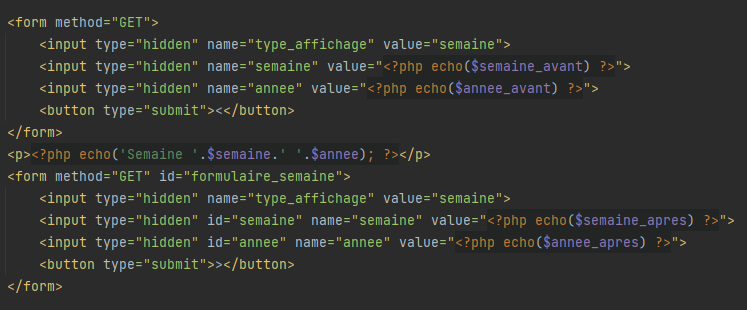 <form method="GET">
    <input type="hidden" name="type_affichage" value="semaine">
    <input type="hidden" name="semaine" value="<?php echo($semaine_avant) ?>">
    <input type="hidden" name="annee" value="<?php echo($annee_avant) ?>">
    <button type="submit"><</button>
</form>
<p><?php echo('Semaine '.$semaine.' '.$annee); ?></p>
<form method="GET" id="formulaire_semaine">
    <input type="hidden" name="type_affichage" value="semaine">
    <input type="hidden" id="semaine" name="semaine" value="<?php echo($semaine_apres) ?>">
    <input type="hidden" id="annee" name="annee" value="<?php echo($annee_apres) ?>">
    <button type="submit">></button>
</form>